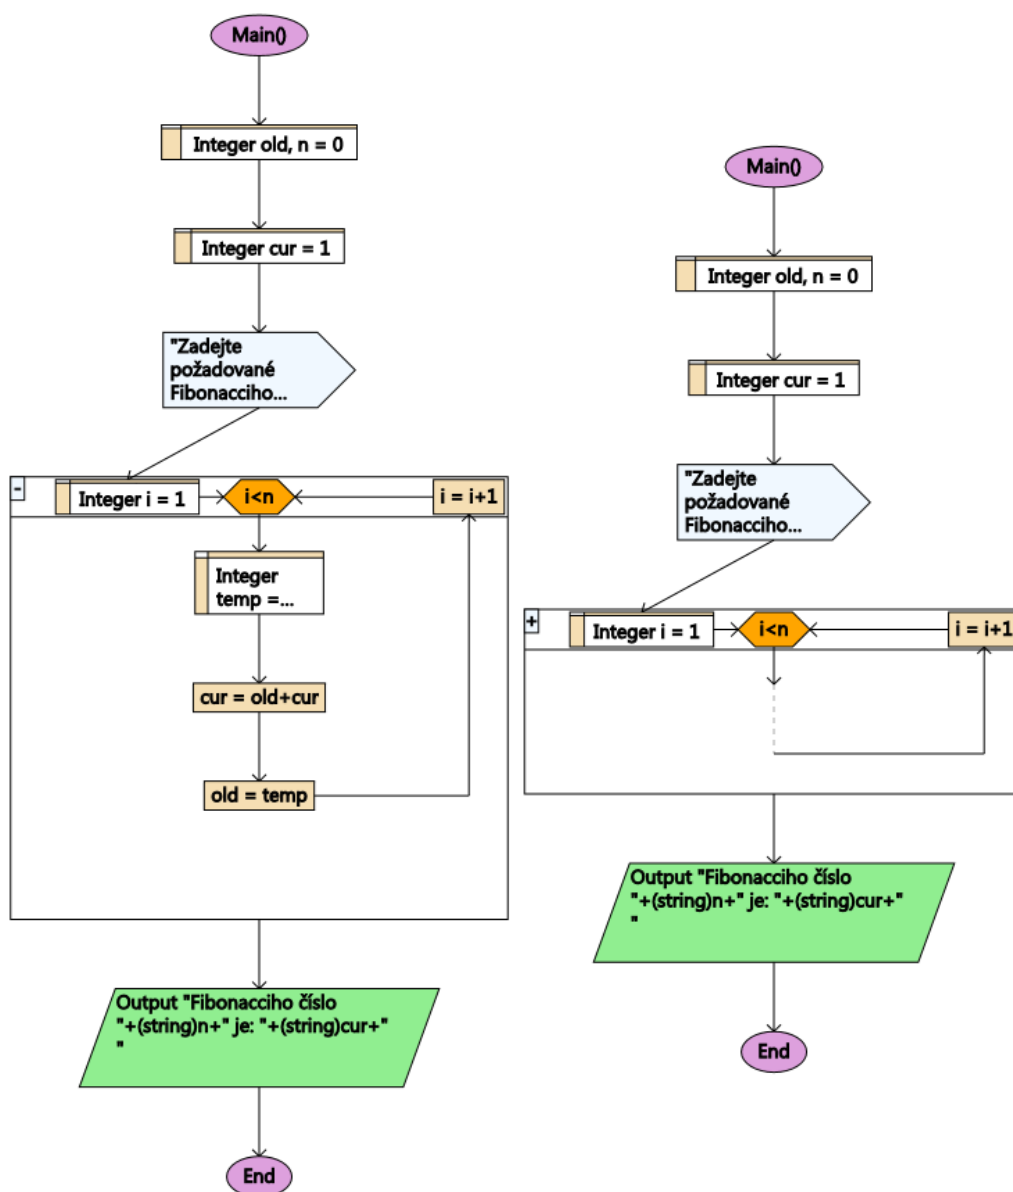 Main()
Integer old, n = 0
Integer cur = 1
"Zadejte
požadované
Fibonacciho...
-
Integer i = 1
i<n
i = i+1
Integer
temp =...
cur = old+cur
old = temp
Output "Fibonacciho číslo
"+(string)n+" je: "+(string)cur+"
"
End
Main()
Integer old, n = 0
Integer cur = 1
"Zadejte
požadované
Fibonacciho...
+
Integer i = 1
i<n
i = i+1
Output "Fibonacciho číslo
"+(string)n+" je: "+(string)cur+"
"
End